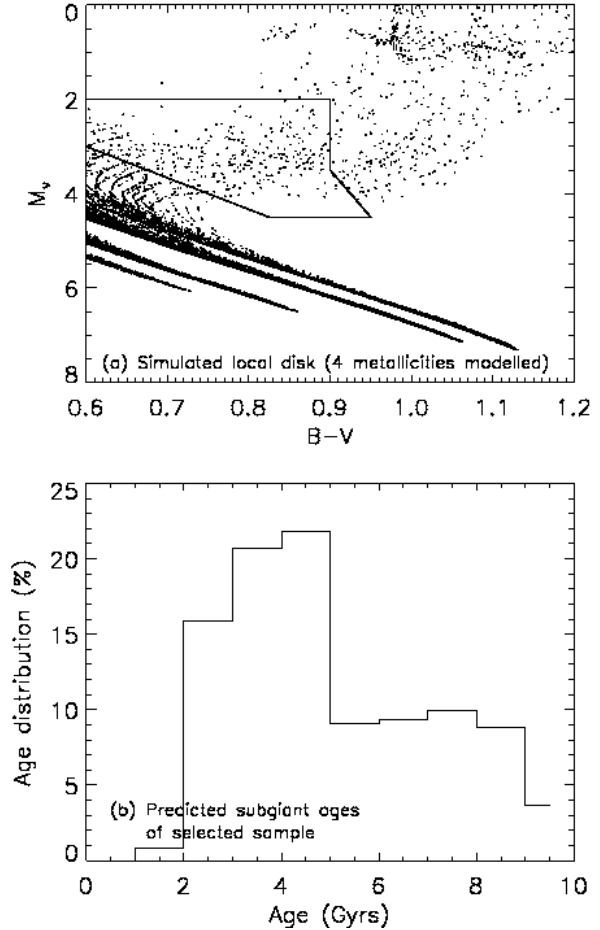 0
2
4
6
8
M_v
(a) Simulated local disk (4 metallicities modelled)
0.6 0.7 0.8 0.9 1.0 1.1 1.2
B-V
25
20
15
10
5
0
Age distribution (%)
(b) Predicted subgiant ages
of selected sample
0 2 4 6 8 10
Age (Gyrs)